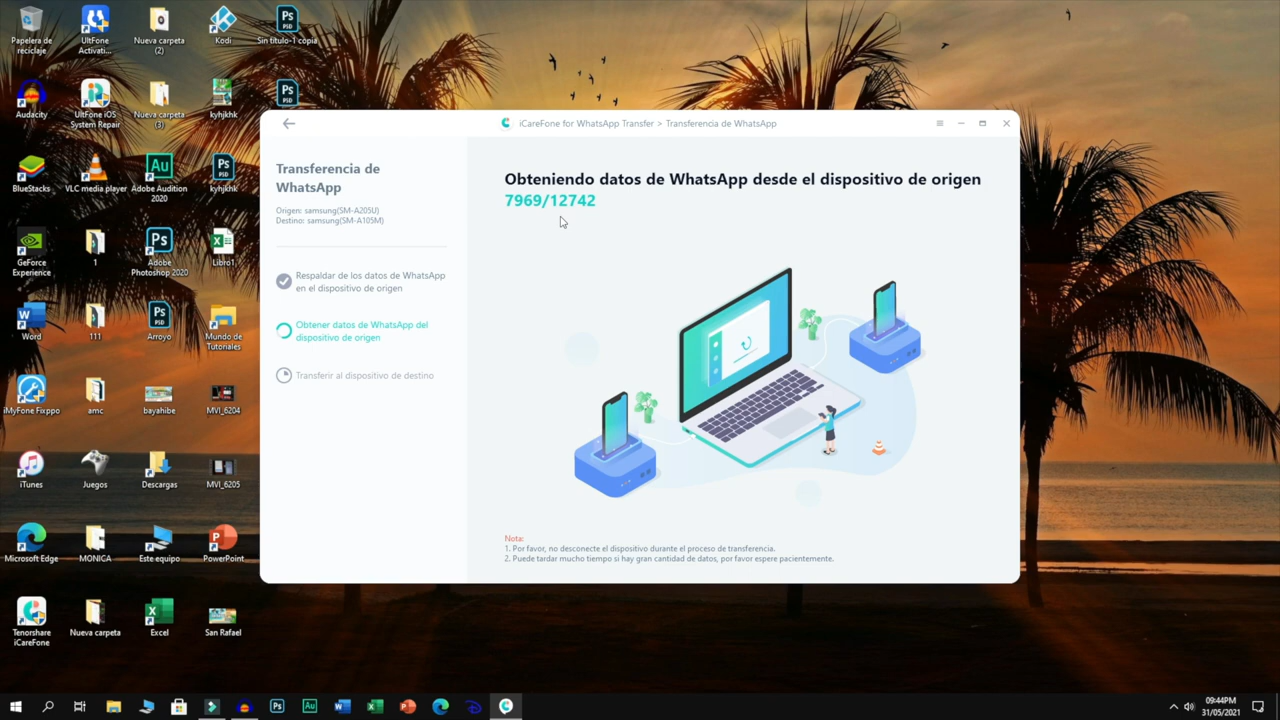 Papelera de
reciclaje
UltFone
Activati...
Nueva carpeta
(2)
Kodi
Sin título-1 copia
Audacity
UltFone iOS
System Repair
Nueva carpeta
(3)
kyhjkhk
BlueStacks
VLC media player
Adobe Audition
2020
kyhjkhk
GeForce
Experience
1
Adobe
Photoshop 2020
Libro1
Word
111
Arroyo
Mundo de
Tutoriales
iMyFone Fixppo
amc
bayahibe
MVI_6204
iTunes
Juegos
Descargas
MVI_6205
Microsoft Edge
MONICA
Este equipo
PowerPoint
Tenorshare
iCareFone
Nueva carpeta
Excel
San Rafael
iCareFone for WhatsApp Transfer > Transferencia de WhatsApp
Transferencia de
WhatsApp
Origen: samsung(SM-A205U)
Destino: samsung(SM-A105M)
Respaldar de los datos de WhatsApp
en el dispositivo de origen
Obtener datos de WhatsApp del
dispositivo de origen
Transferir al dispositivo de destino
Obteniendo datos de WhatsApp desde el dispositivo de origen
7969/12742
Nota:
1. Por favor, no desconecte el dispositivo durante el proceso de transferencia.
2. Puede tardar mucho tiempo si hay gran cantidad de datos, por favor espere pacientemente.
09:44PM
31/05/2021